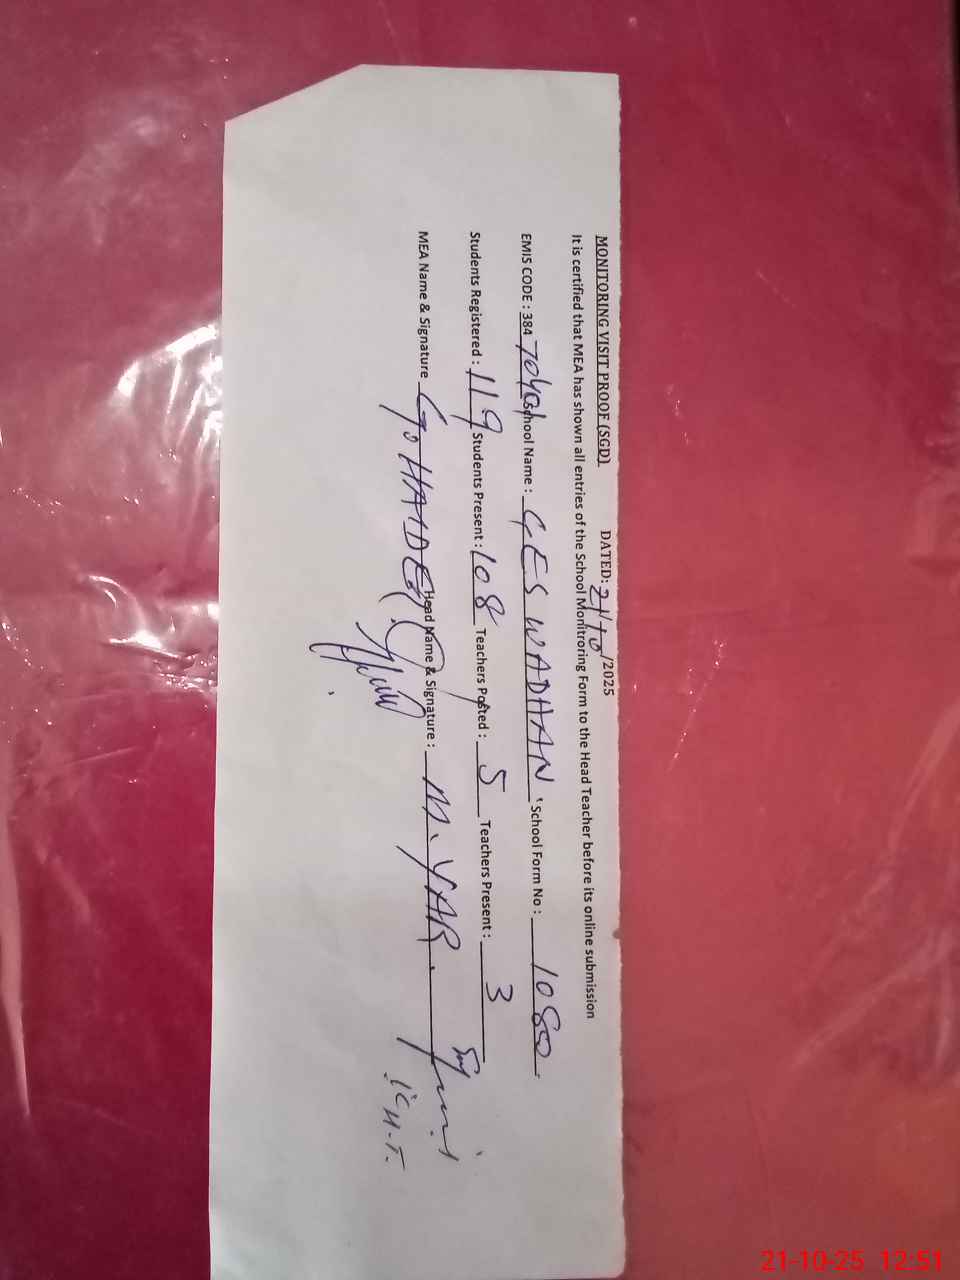 MONITORING VISIT PROOF (SGD) DATED: 21/10/2025
It is certified that MEA has shown all entries of the School Monitroring Form to the Head Teacher before its online submission
EMIS CODE : 384 70401 School Name : GES WADHAN School Form No : 1080
Students Registered : 119 Students Present : 108 Teachers Posted : 5 Teachers Present : 3
MEA Name & Signature HAIDER Head Name & Signature : M. YAR.
H.T.
21-10-25 12:51